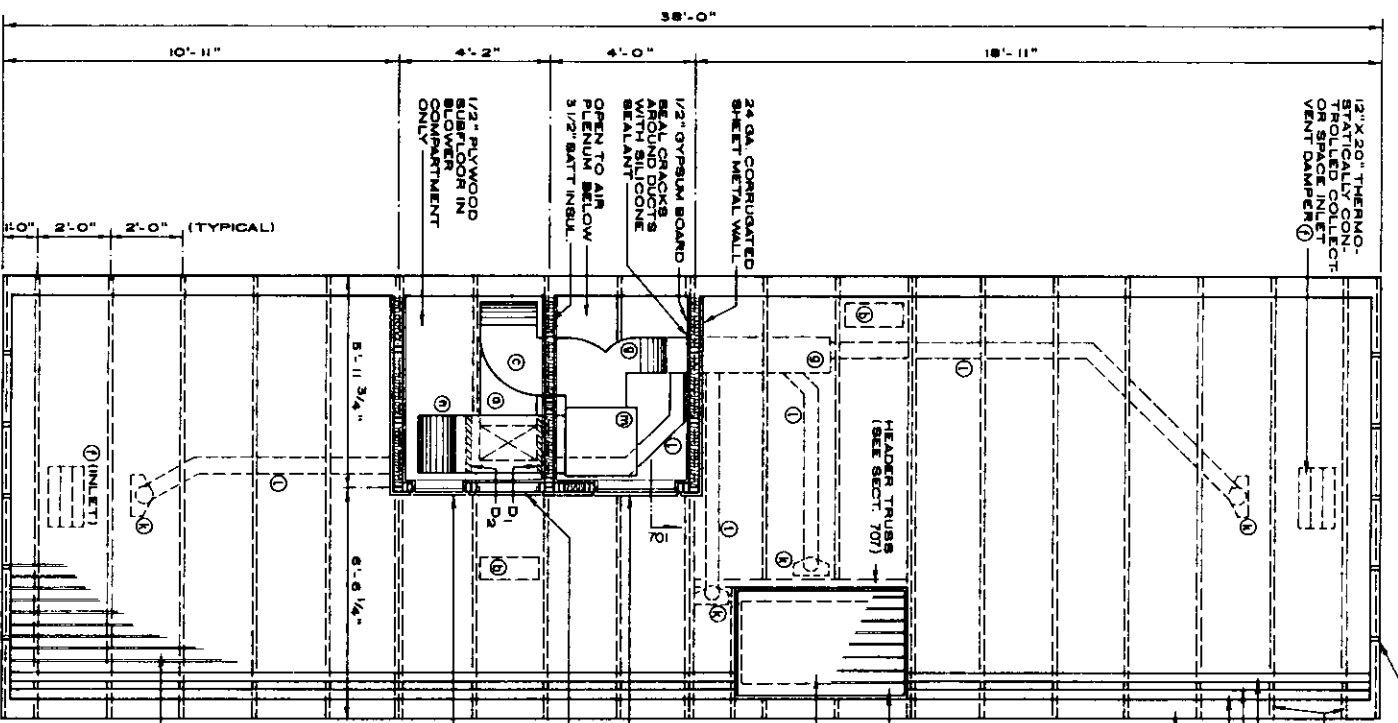 38'-0"
10'-11"
4'-2"
4'-0"
18'-11"
1/2" PLYWOOD
SUBFLOOR IN
BLOWER
COMPARTMENT
ONLY
OPEN TO AIR
PLENUM BELOW
3 1/2" BATT INSUL.
1/2" GYPSUM BOARD
SEAL CRACKS
AROUND DUCTS
WITH SILICONE
SEALANT
24 GA. CORRUGATED
SHEET METAL WALL
12" X 20" THERMO-
STATICALLY CON-
TROLLED COLLECT-
OR SPACE INLET
OR VENT DAMPER f
1'-0"
2'-0"
2'-0"
(TYPICAL)
b
g
c
g
l
5'-11 3/4"
a
l
n
m
j
HEADER TRUSS
(SEE SECT. 707)
f (INLET)
l
k
k
D1
D2
701
l
b
k
k
6'-6 1/4"